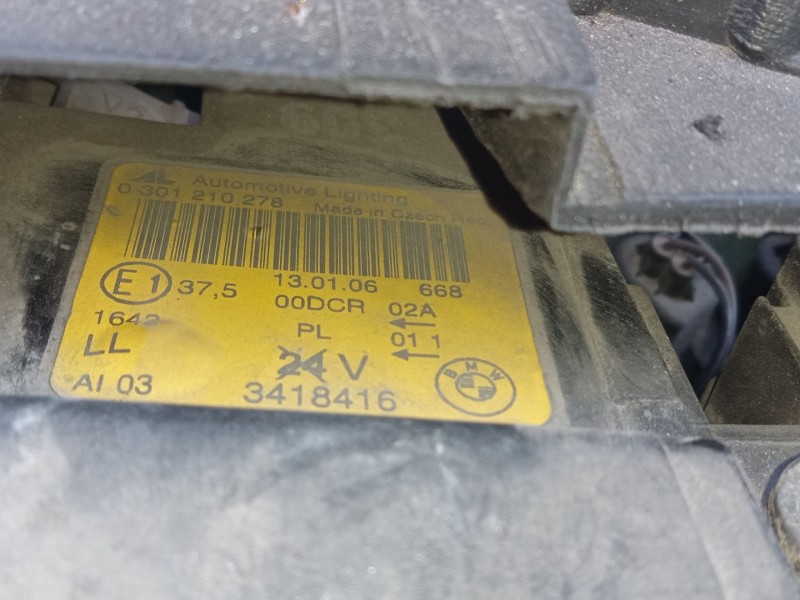 AL Automotive Lighting
0 301 210 278 Made in Czech Rep
13.01.06 668
E1 37,5 00DCR 02A
1642 PL 01 1
LL 24 V
AI 03 3418416
BMW